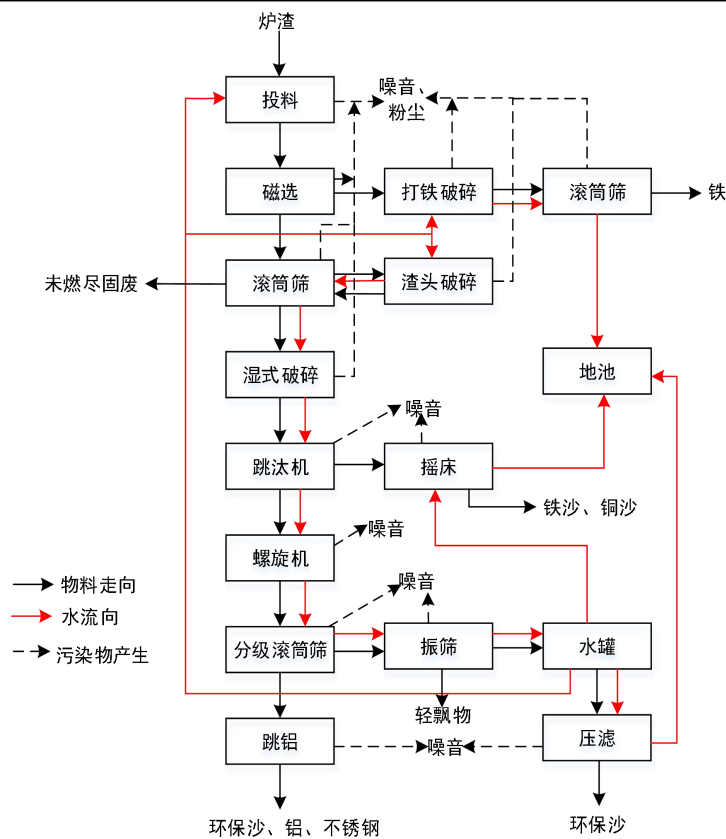 炉渣
投料
噪音、
粉尘
磁选
打铁破碎
滚筒筛
铁
未燃尽固废
滚筒筛
渣头破碎
湿式破碎
地池
噪音
跳汰机
摇床
铁沙、铜沙
噪音
螺旋机
物料走向
水流向
污染物产生
噪音
分级滚筒筛
振筛
水罐
轻飘物
跳铝
噪音
压滤
环保沙、铝、不锈钢
环保沙